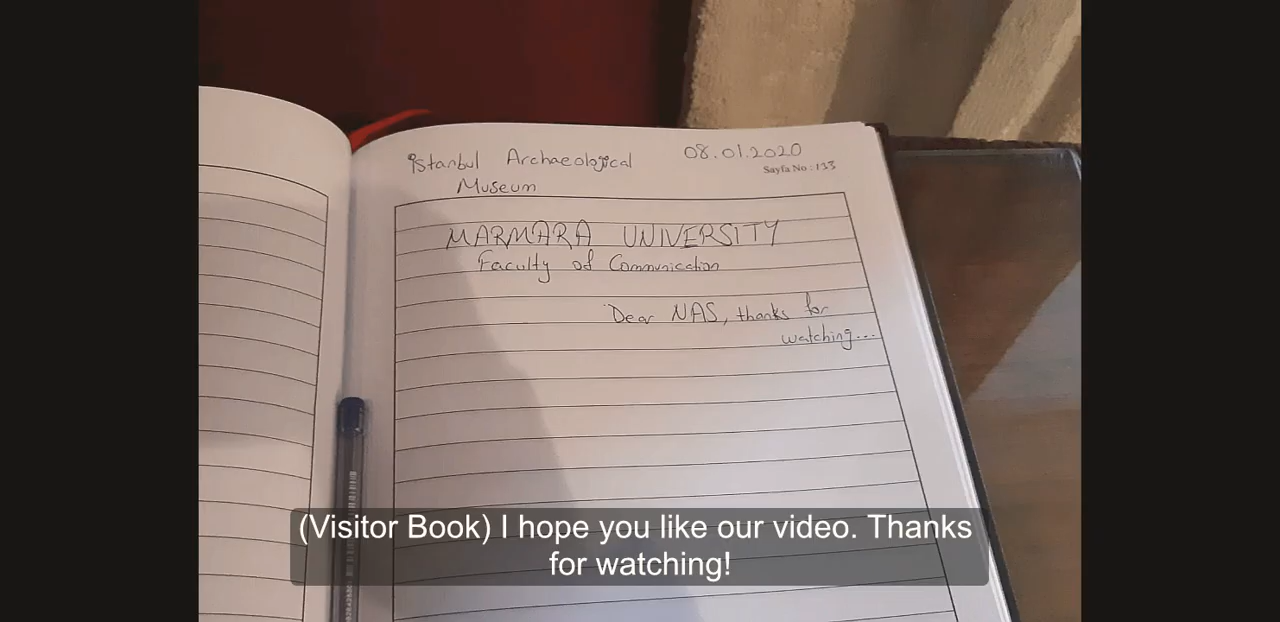 istanbul Archaeological
Museum
08.01.2020
Sayfa No : 133
MARMARA UNIVERSITY
Faculty of Communication
Dear NAS, thanks for
watching...
(Visitor Book) I hope you like our video. Thanks
for watching!